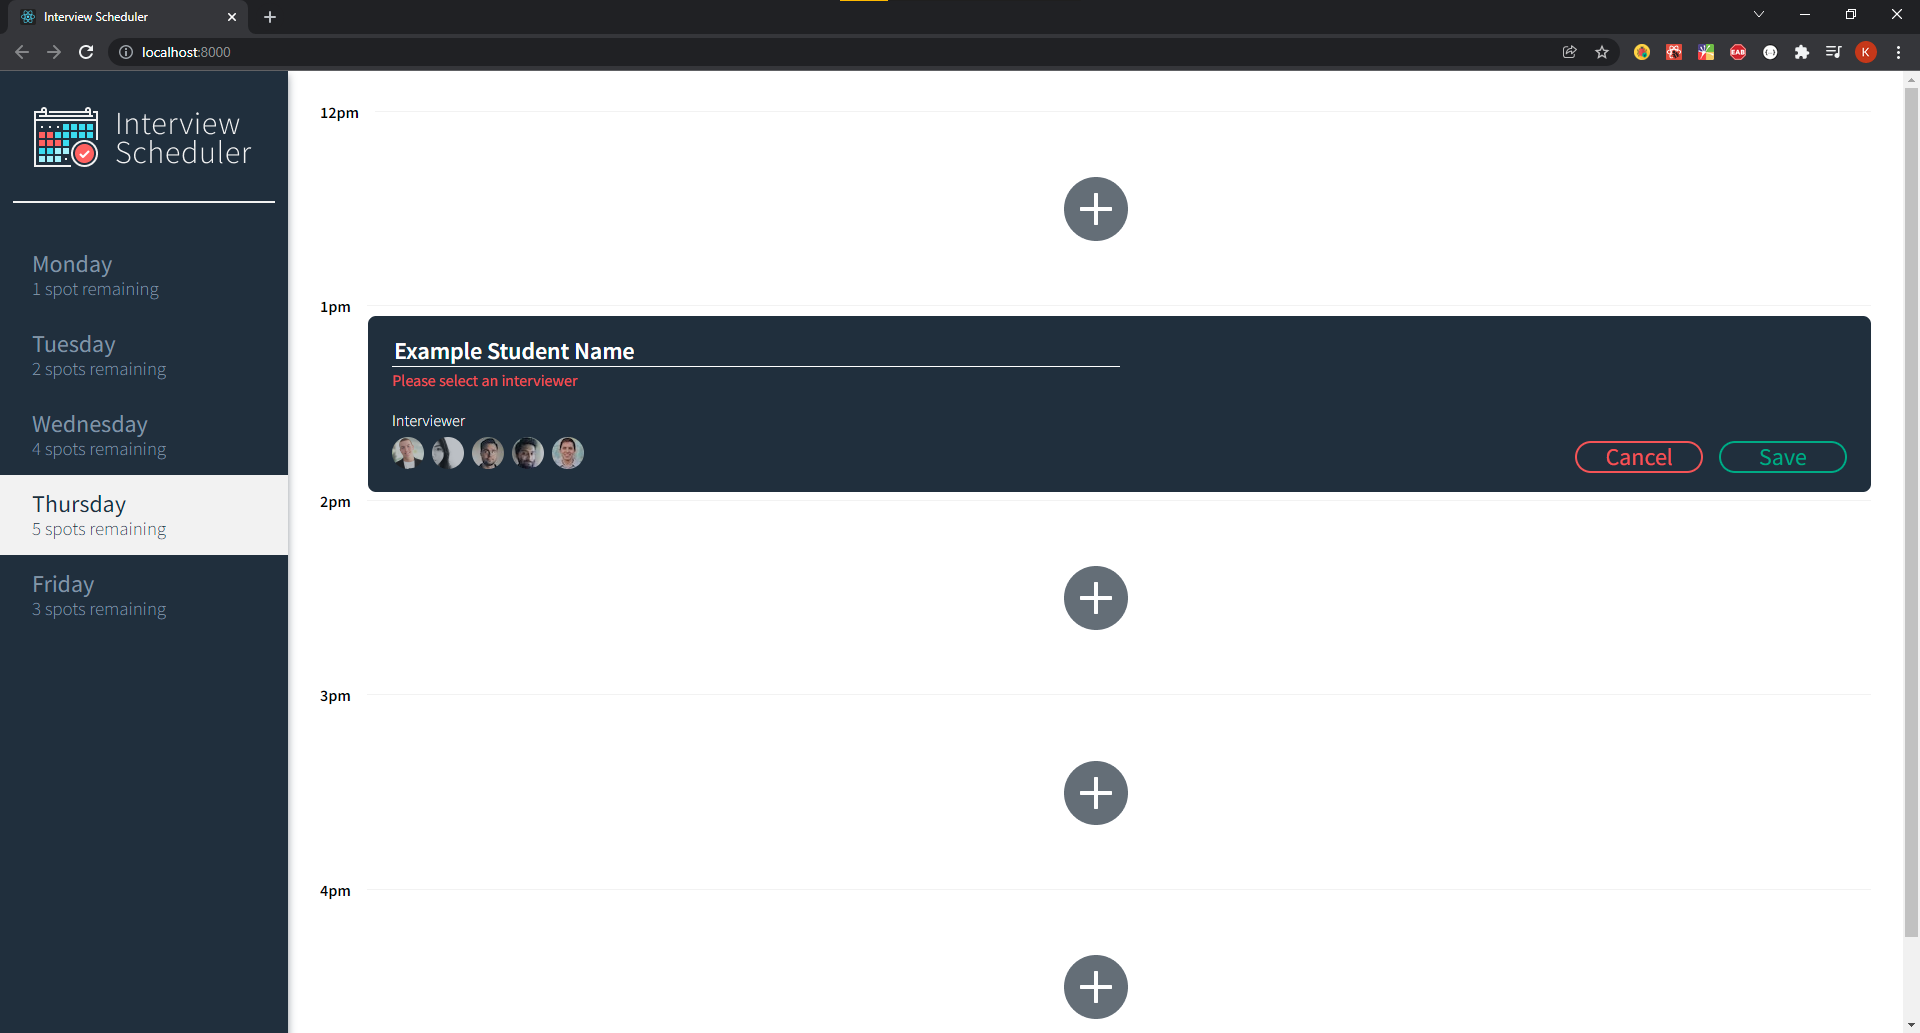 Interview Scheduler
localhost:8000
EAB
K
Interview
Scheduler
Monday
1 spot remaining
Tuesday
2 spots remaining
Wednesday
4 spots remaining
Thursday
5 spots remaining
Friday
3 spots remaining
12pm
1pm
Example Student Name
Please select an interviewer
Interviewer
Cancel
Save
2pm
3pm
4pm